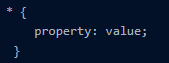 * {
property: value;
}